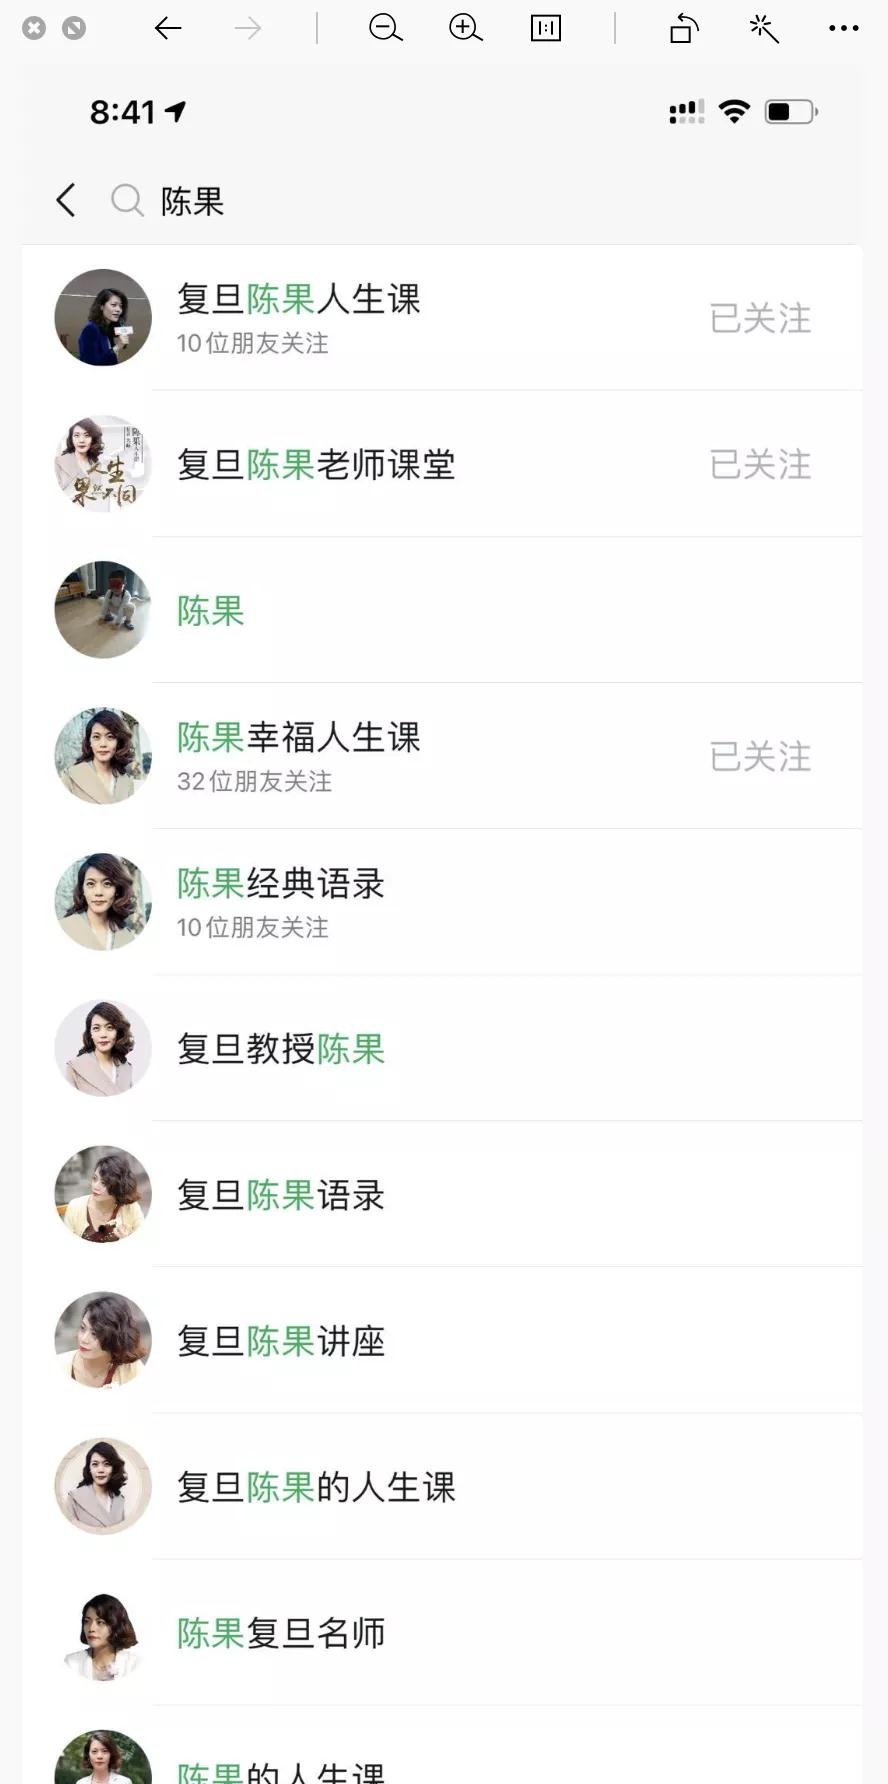 8:41
陈果
复旦陈果人生课
10位朋友关注
已关注
复旦陈果老师课堂
已关注
陈果
陈果幸福人生课
32位朋友关注
已关注
陈果经典语录
10位朋友关注
复旦教授陈果
复旦陈果语录
复旦陈果讲座
复旦陈果的人生课
陈果复旦名师
陈果的人生课